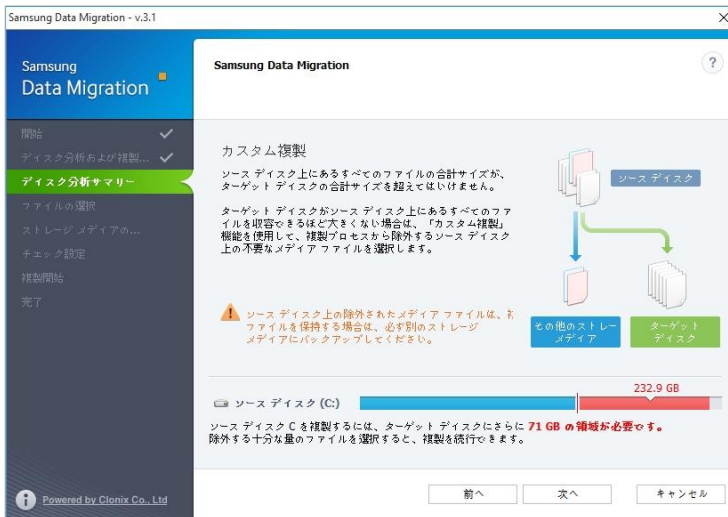 Samsung Data Migration - v.3.1
Samsung
Data Migration
Samsung Data Migration
?
開始
ディスク分析および複製...
ディスク分析サマリー
ファイルの選択
ストレージ メディアの...
チェック設定
複製開始
完了
カスタム複製
ソース ディスク上にあるすべてのファイルの合計サイズが、
ターゲット ディスクの合計サイズを超えてはいけません。
ターゲット ディスクがソース ディスク上にあるすべてのファ
イルを収容できるほど大きくない場合は、「カスタム複製」
機能を使用して、複製プロセスから除外するソース ディスク
上の不要なメディア ファイルを選択します。
ソース ディスク上の除外されたメディア ファイルは、
ファイルを保持する場合は、必ず別のストレージ
メディアにバックアップしてください。
ソース ディスク
その他のストレー
メディア
ターゲット
ディスク
232.9 GB
ソース ディスク (C:)
ソース ディスク C を複製するには、ターゲット ディスクにさらに 71 GB の領域が必要です。
除外する十分な量のファイルを選択すると、複製を続行できます。
Powered by Clonix Co., Ltd
前へ
次へ
キャンセル